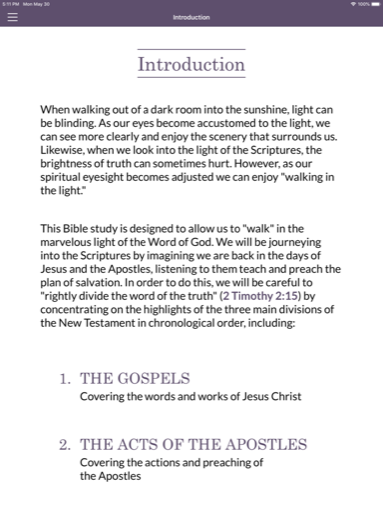 5:11 PM Mon May 30
100%
Introduction
Introduction
When walking out of a dark room into the sunshine, light can
be blinding. As our eyes become accustomed to the light, we
can see more clearly and enjoy the scenery that surrounds us.
Likewise, when we look into the light of the Scriptures, the
brightness of truth can sometimes hurt. However, as our
spiritual eyesight becomes adjusted we can enjoy "walking in
the light."
This Bible study is designed to allow us to "walk" in the
marvelous light of the Word of God. We will be journeying
into the Scriptures by imagining we are back in the days of
Jesus and the Apostles, listening to them teach and preach the
plan of salvation. In order to do this, we will be careful to
"rightly divide the word of the truth" (2 Timothy 2:15) by
concentrating on the highlights of the three main divisions of
the New Testament in chronological order, including:
1. THE GOSPELS
Covering the words and works of Jesus Christ
2. THE ACTS OF THE APOSTLES
Covering the actions and preaching of
the Apostles